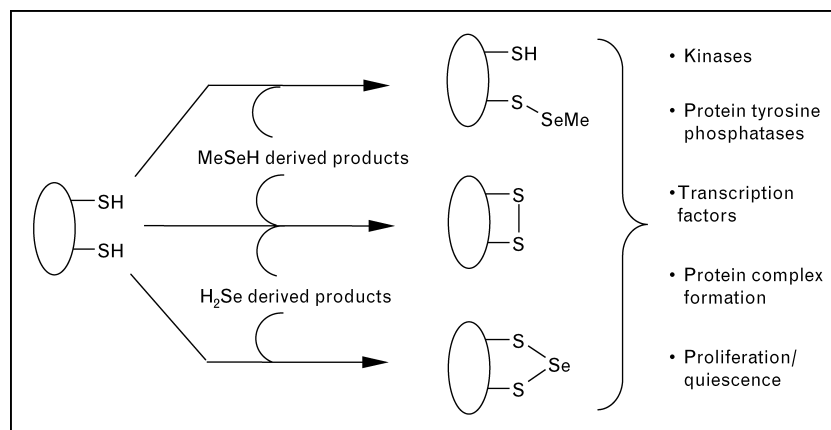 SH
SH
MeSeH derived products
H₂Se derived products
SH
S
SeMe
S
S
S
Se
S
• Kinases
• Protein tyrosine
phosphatases
• Transcription
factors
• Protein complex
formation
• Proliferation/
quiescence